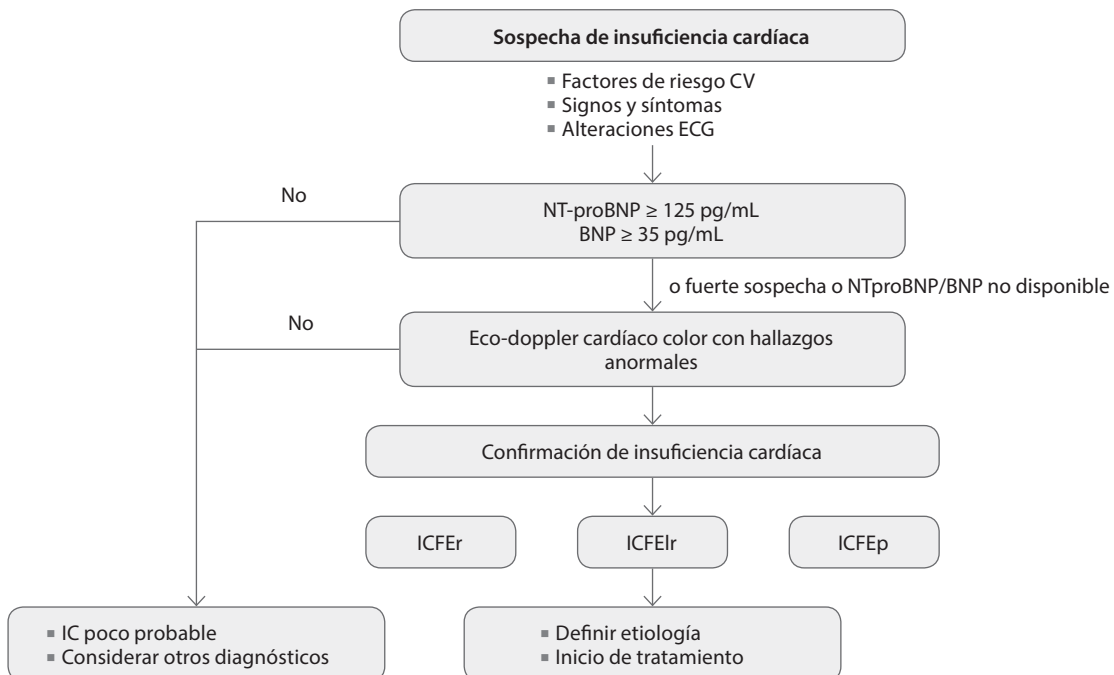 Sospecha de insuficiencia cardíaca
▪ Factores de riesgo CV
▪ Signos y síntomas
▪ Alteraciones ECG
No
NT-proBNP ≥ 125 pg/mL
BNP ≥ 35 pg/mL
o fuerte sospecha o NTproBNP/BNP no disponible
No
Eco-doppler cardíaco color con hallazgos
anormales
Confirmación de insuficiencia cardíaca
ICFEr
ICFElr
ICFEp
▪ IC poco probable
▪ Considerar otros diagnósticos
▪ Definir etiología
▪ Inicio de tratamiento